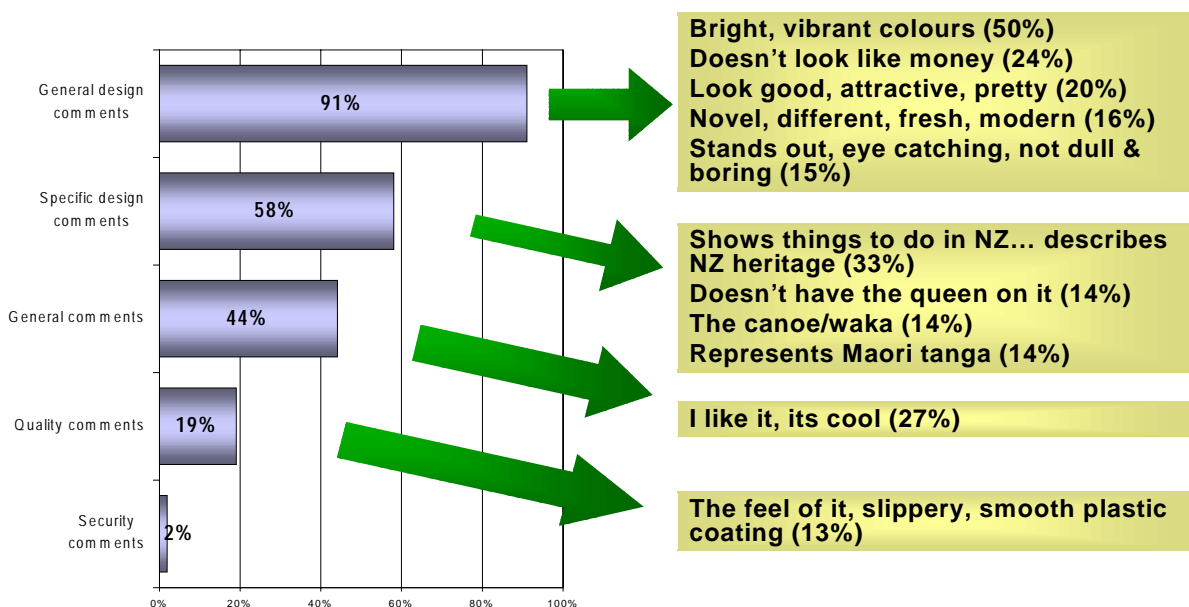 General design
comments
91%
Specific design
comments
58%
General comments
44%
Quality comments
19%
Security
comments
2%
0%
20%
40%
60%
80%
100%
Bright, vibrant colours (50%)
Doesn't look like money (24%)
Look good, attractive, pretty (20%)
Novel, different, fresh, modern (16%)
Stands out, eye catching, not dull &
boring (15%)
Shows things to do in NZ… describes
NZ heritage (33%)
Doesn't have the queen on it (14%)
The canoe/waka (14%)
Represents Maori tanga (14%)
I like it, its cool (27%)
The feel of it, slippery, smooth plastic
coating (13%)